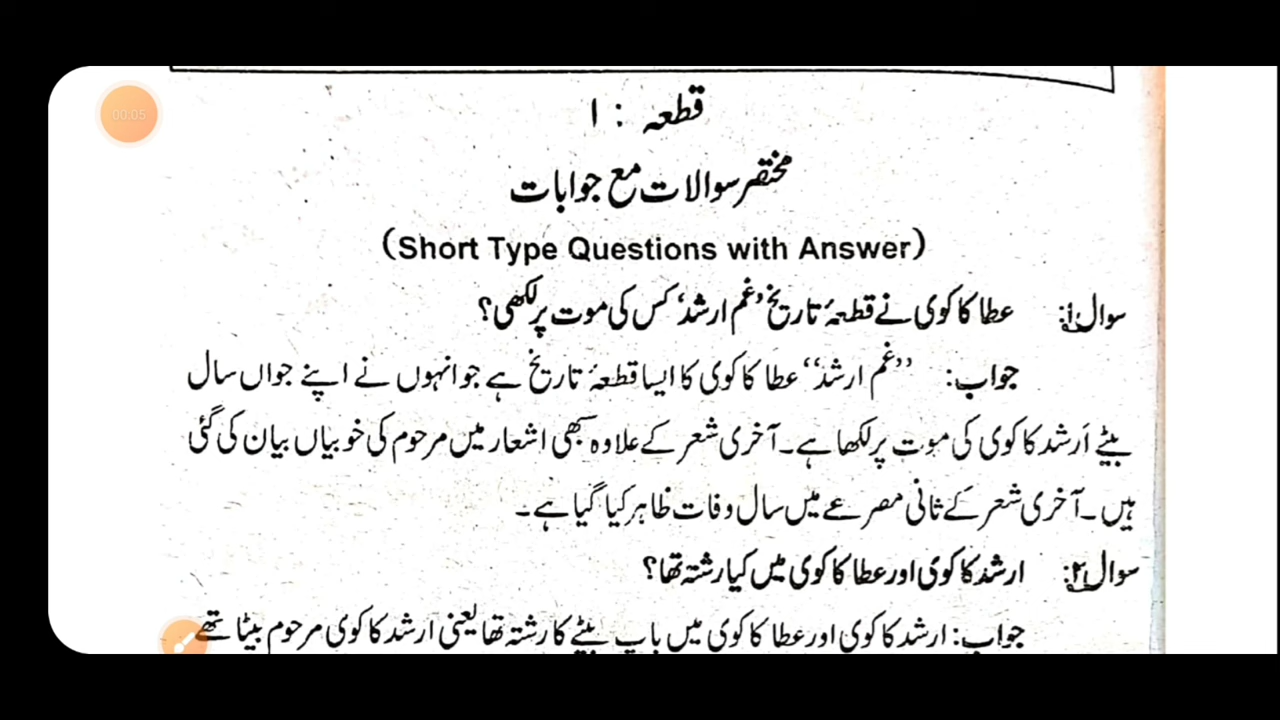 00:05
قطعہ : ۱
مختصر سوالات مع جوابات
(Short Type Questions with Answer)
سوال ۱: عطا کاکوی نے قطعۂ تاریخ ’غم ارشد‘ کس کی موت پر لکھی؟
جواب: ’’غم ارشد‘‘ عطا کاکوی کا ایسا قطعۂ تاریخ ہے جو انہوں نے اپنے جواں سال
بیٹے اَرشد کاکوی کی موت پر لکھا ہے۔ آخری شعر کے علاوہ سبھی اشعار میں مرحوم کی خوبیاں بیان کی گئی
ہیں۔ آخری شعر کے ثانی مصرعے میں سال وفات ظاہر کیا گیا ہے۔
سوال ۲: ارشد کاکوی اور عطا کاکوی میں کیا رشتہ تھا؟
جواب: ارشد کاکوی اور عطا کاکوی میں باپ بیٹے کا رشتہ تھا یعنی ارشد کاکوی مرحوم بیٹا تھے